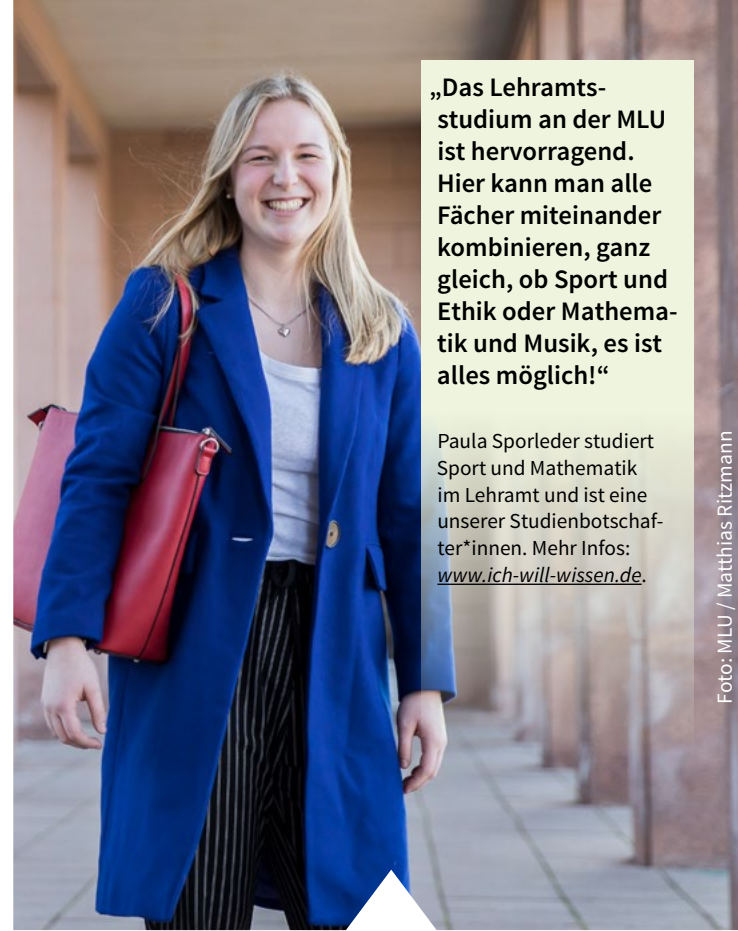 „Das Lehramts-
studium an der MLU
ist hervorragend.
Hier kann man alle
Fächer miteinander
kombinieren, ganz
gleich, ob Sport und
Ethik oder Mathema-
tik und Musik, es ist
alles möglich!“
Paula Sporleder studiert
Sport und Mathematik
im Lehramt und ist eine
unserer Studienbotschaf-
ter*innen. Mehr Infos:
www.ich-will-wissen.de.
Foto: MLU / Matthias Ritzmann